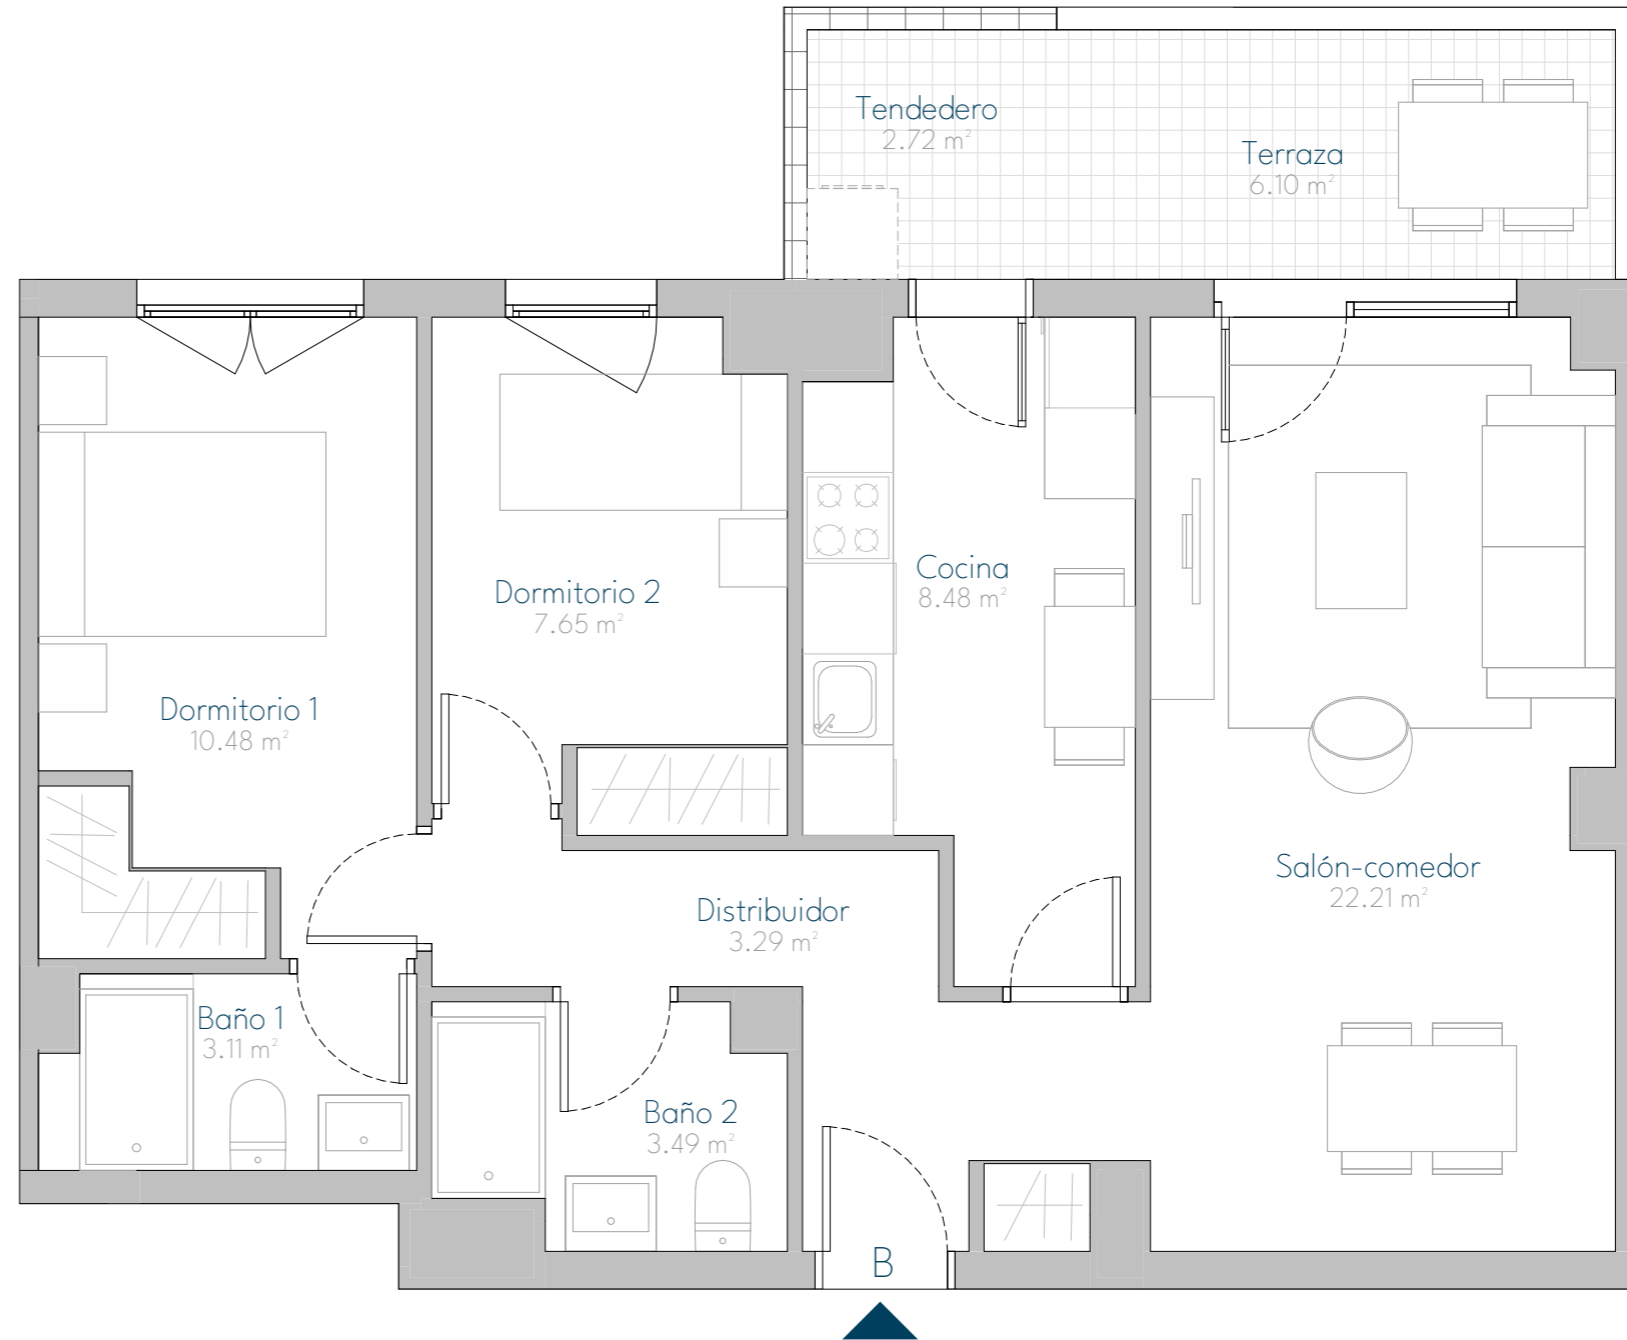 Tendedero
2.72 m²
Terraza
6.10 m²
Dormitorio 2
7.65 m²
Cocina
8.48 m²
Dormitorio 1
10.48 m²
Salón-comedor
22.21 m²
Distribuidor
3.29 m²
Baño 1
3.11 m²
Baño 2
3.49 m²
B